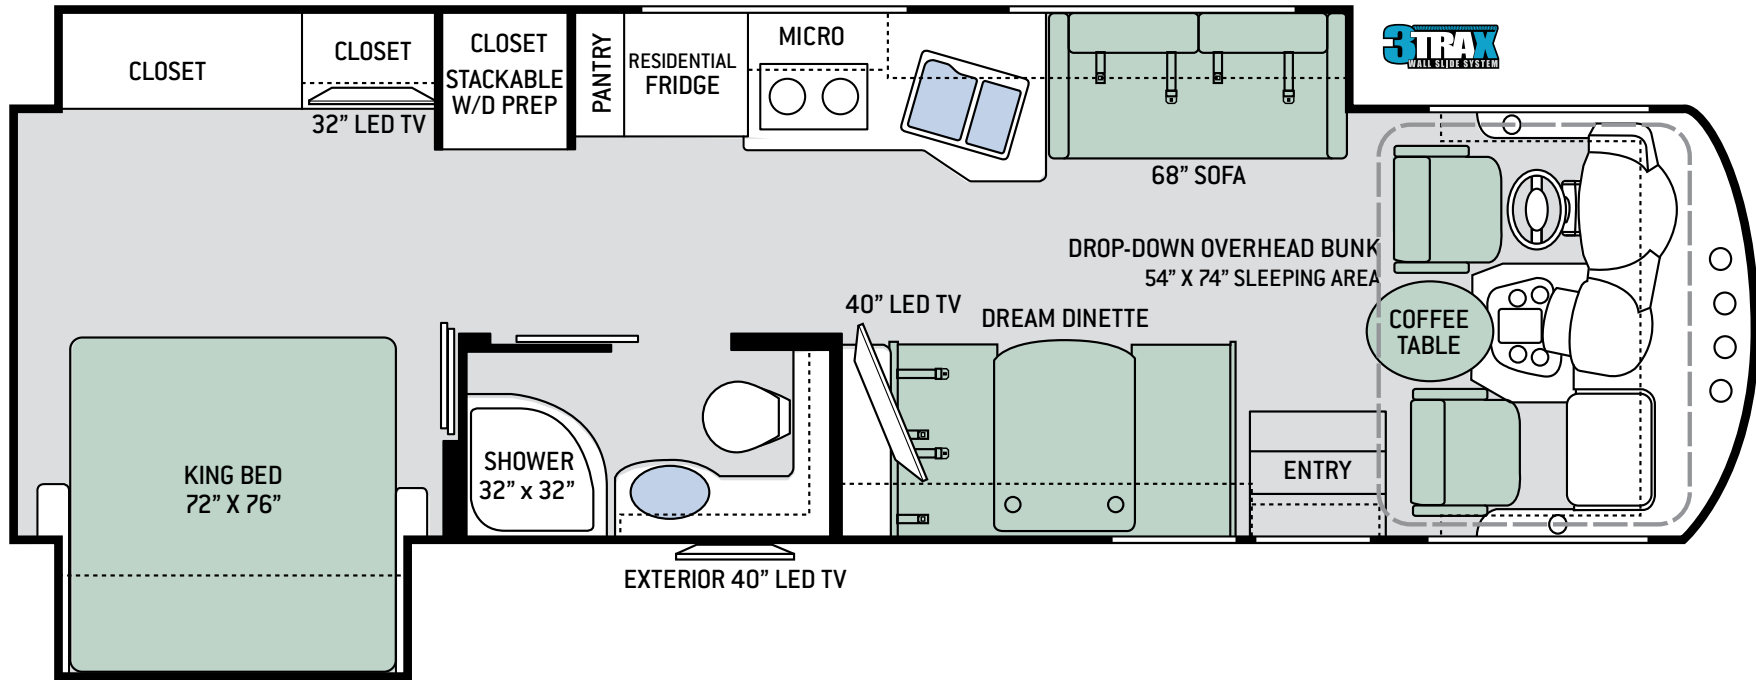 CLOSET
CLOSET
32” LED TV
CLOSET
STACKABLE
W/D PREP
PANTRY
RESIDENTIAL
FRIDGE
MICRO
68” SOFA
3TRAX
WALL SLIDE SYSTEM
DROP-DOWN OVERHEAD BUNK
54” X 74” SLEEPING AREA
40” LED TV
DREAM DINETTE
COFFEE
TABLE
KING BED
72” X 76”
SHOWER
32” x 32”
ENTRY
EXTERIOR 40” LED TV